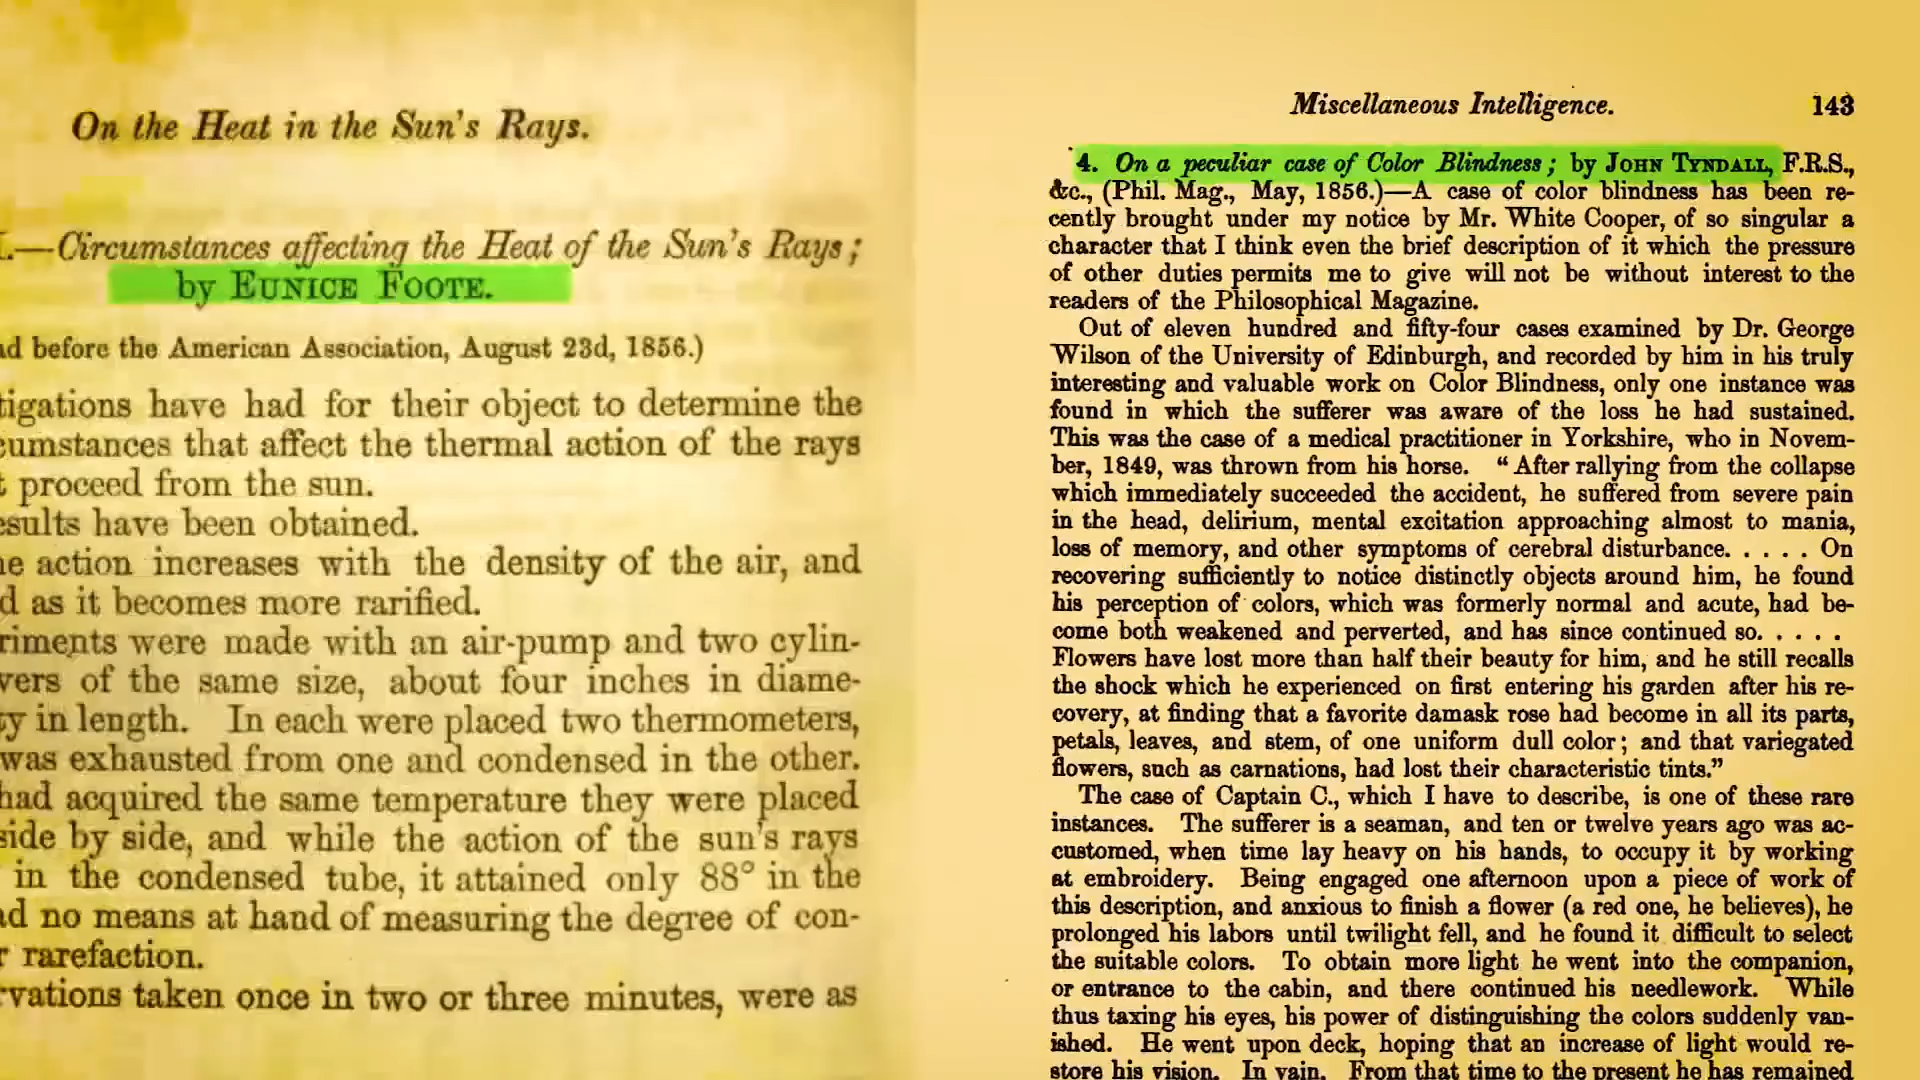 On the Heat in the Sun's Rays.
I.—Circumstances affecting the Heat of the Sun's Rays;
by EUNICE FOOTE.
before the American Association, August 23d, 1856.)
have had for their object to determine the
that affect the thermal action of the rays
proceed from the sun.
have been obtained.
action increases with the density of the air, and
as it becomes more rarified.
were made with an air-pump and two cylin-
of the same size, about four inches in diame-
in length. In each were placed two thermometers,
was exhausted from one and condensed in the other.
had acquired the same temperature they were placed
side by side, and while the action of the sun's rays
in the condensed tube, it attained only 88° in the
no means at hand of measuring the degree of con-
rarefaction.
taken once in two or three minutes, were as
Miscellaneous Intelligence. 143
4. On a peculiar case of Color Blindness; by JOHN TYNDALL, F.R.S.,
&c., (Phil. Mag., May, 1856.)—A case of color blindness has been re-
cently brought under my notice by Mr. White Cooper, of so singular a
character that I think even the brief description of it which the pressure
of other duties permits me to give will not be without interest to the
readers of the Philosophical Magazine.
Out of eleven hundred and fifty-four cases examined by Dr. George
Wilson of the University of Edinburgh, and recorded by him in his truly
interesting and valuable work on Color Blindness, only one instance was
found in which the sufferer was aware of the loss he had sustained.
This was the case of a medical practitioner in Yorkshire, who in Novem-
ber, 1849, was thrown from his horse. “After rallying from the collapse
which immediately succeeded the accident, he suffered from severe pain
in the head, delirium, mental excitation approaching almost to mania,
loss of memory, and other symptoms of cerebral disturbance. . . . . On
recovering sufficiently to notice distinctly objects around him, he found
his perception of colors, which was formerly normal and acute, had be-
come both weakened and perverted, and has since continued so. . . . .
Flowers have lost more than half their beauty for him, and he still recalls
the shock which he experienced on first entering his garden after his re-
covery, at finding that a favorite damask rose had become in all its parts,
petals, leaves, and stem, of one uniform dull color; and that variegated
flowers, such as carnations, had lost their characteristic tints.”
The case of Captain C., which I have to describe, is one of these rare
instances. The sufferer is a seaman, and ten or twelve years ago was ac-
customed, when time lay heavy on his hands, to occupy it by working
at embroidery. Being engaged one afternoon upon a piece of work of
this description, and anxious to finish a flower (a red one, he believes), he
prolonged his labors until twilight fell, and he found it difficult to select
the suitable colors. To obtain more light he went into the companion,
or entrance to the cabin, and there continued his needlework. While
thus taxing his eyes, his power of distinguishing the colors suddenly van-
ished. He went upon deck, hoping that an increase of light would re-
store his vision. In vain. From that time to the present he has remained